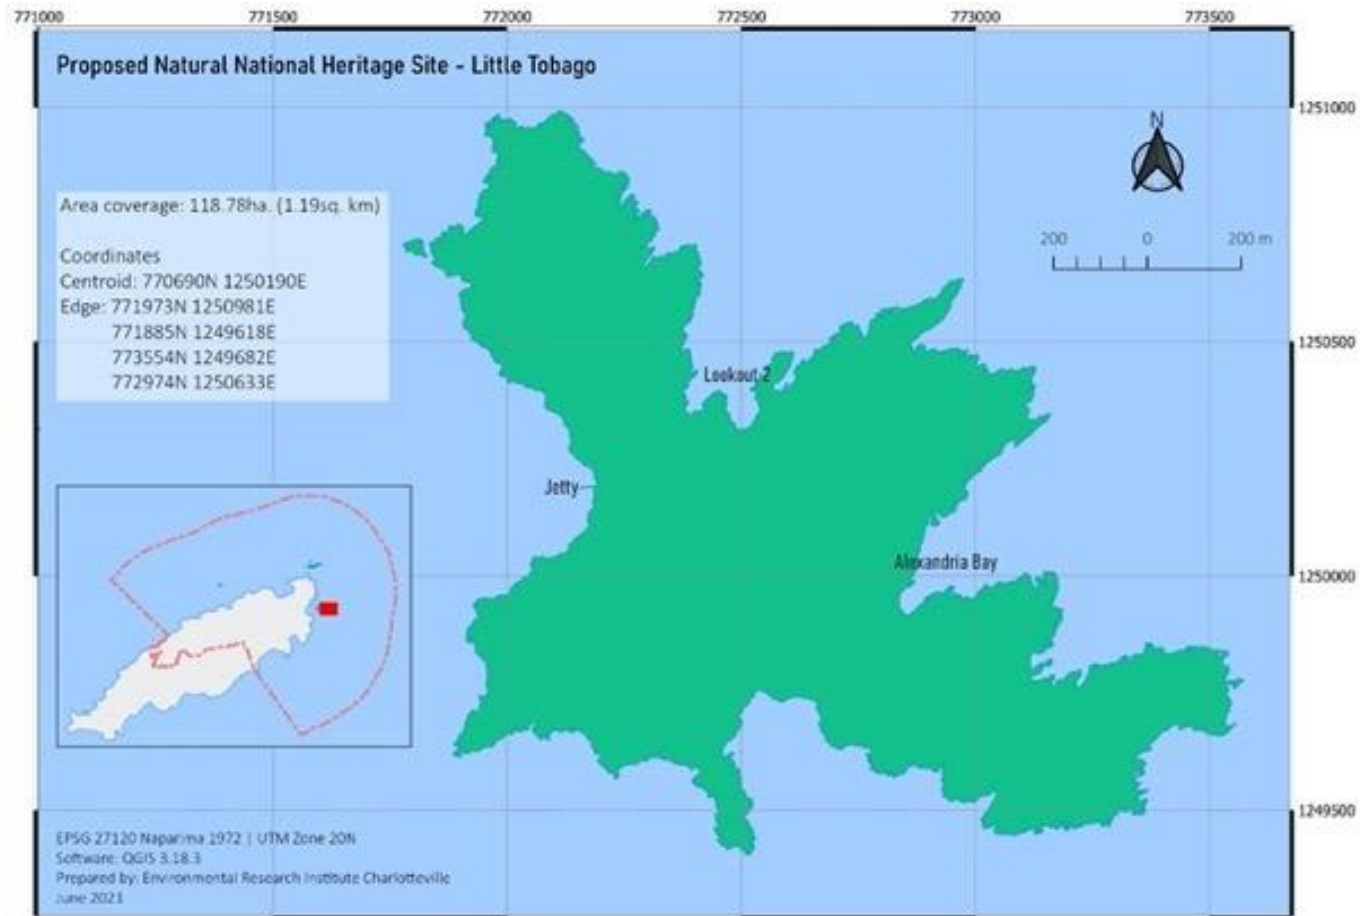 771000 771500 772000 772500 773000 773500
Proposed Natural National Heritage Site - Little Tobago
1251000
N
Area coverage: 118.78ha. (1.19sq. km)
200 0 200 m
Coordinates
Centroid: 770690N 1250190E
Edge: 771973N 1250981E
771885N 1249618E
773554N 1249682E
772974N 1250633E
1250500
Lookout 2
Jetty
Alexandria Bay
1250000
1249500
EPSG 27120 Naparima 1972 | UTM Zone 20N
Software: QGIS 3.18.3
Prepared by: Environmental Research Institute Charlotteville
June 2021